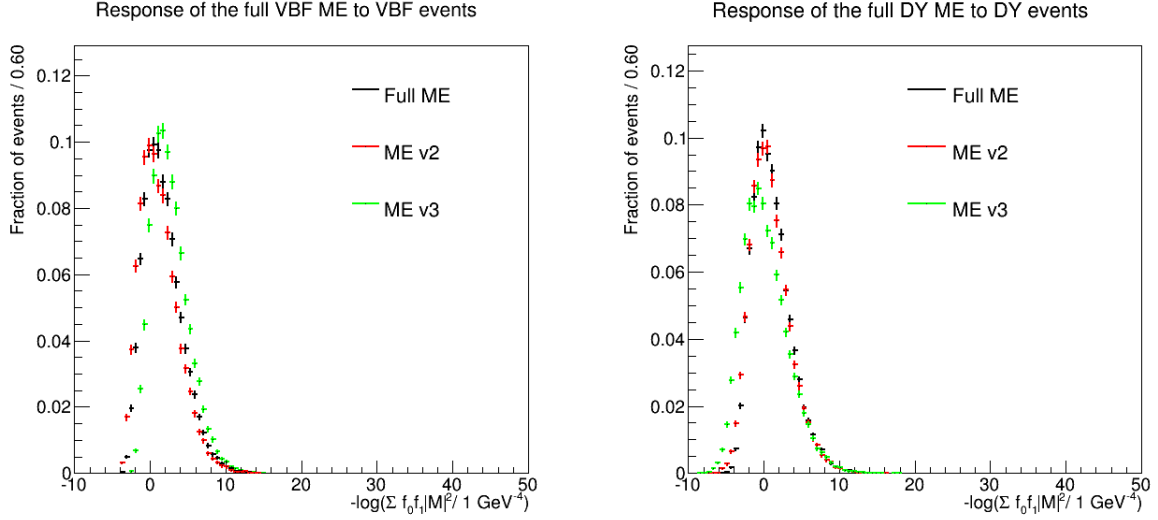 Response of the full VBF ME to VBF events
Fraction of events / 0.60
0.12
0.1
0.08
0.06
0.04
0.02
0
-10 0 10 20 30 40 50
Full ME
ME v2
ME v3
-log(Σ f₀f₁|M|²/ 1 GeV⁻⁴)
Response of the full DY ME to DY events
Fraction of events / 0.60
0.12
0.1
0.08
0.06
0.04
0.02
0
-10 0 10 20 30 40 50
Full ME
ME v2
ME v3
-log(Σ f₀f₁|M|²/ 1 GeV⁻⁴)